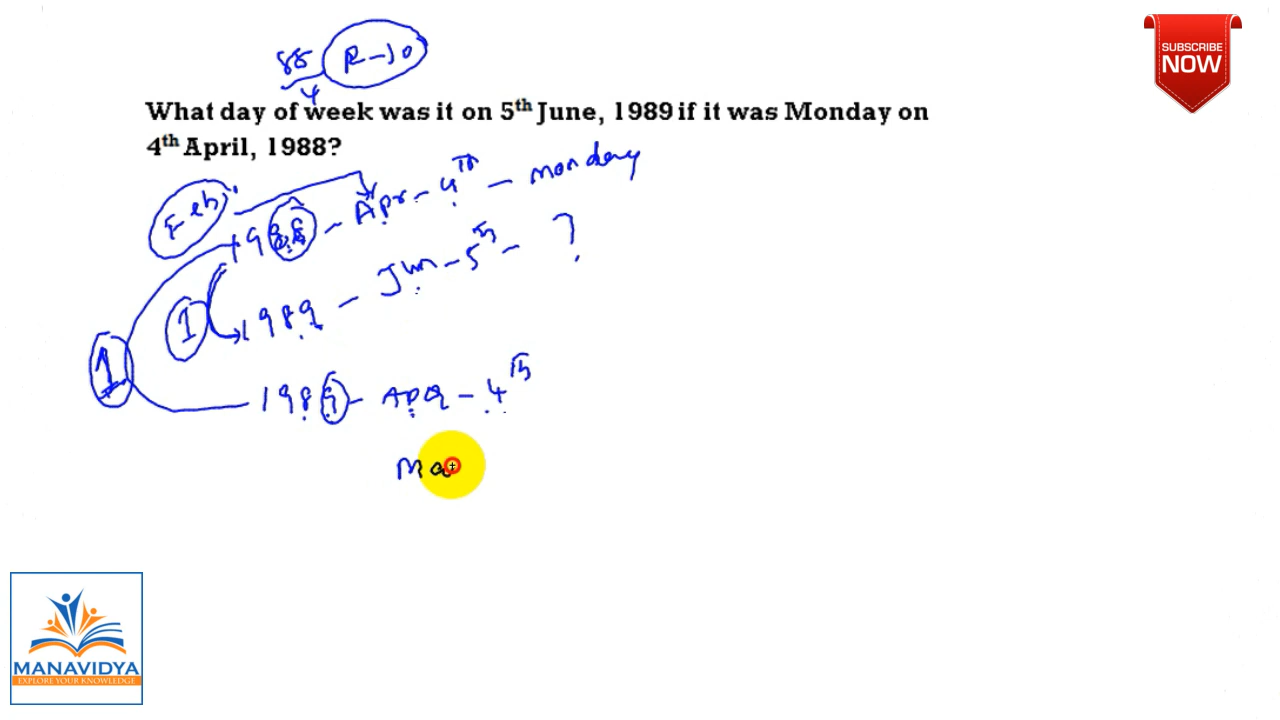 88
4
R-10
SUBSCRIBE
NOW
What day of week was it on 5th June, 1989 if it was Monday on
4th April, 1988?
Feb
1988 - Apr - 4th - monday
1 1989 - Jun - 5th - ?
1 1989 - APR - 4th
Ma
MANAVIDYA
EXPLORE YOUR KNOWLEDGE